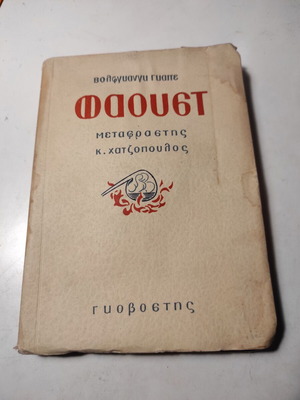 βολφγκανγκ γκαιτε
φαουστ
μεταφραστης
κ. χατζοπουλος
γκοβοστης